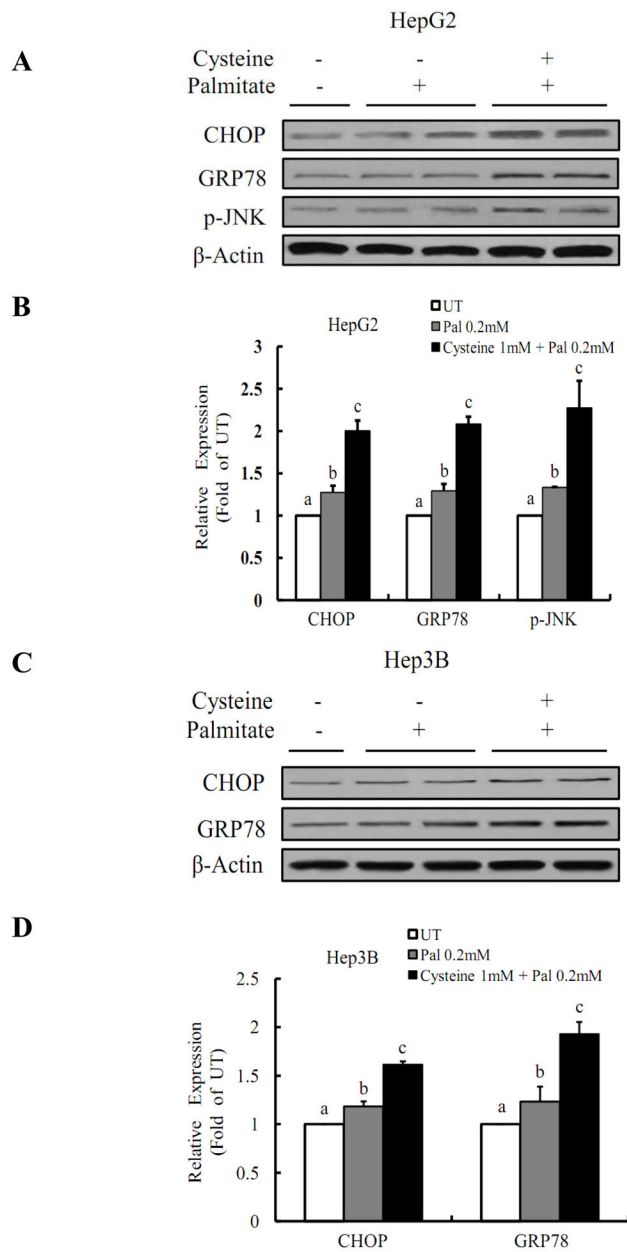 HepG2
A
Cysteine - - +
Palmitate - + +
CHOP
GRP78
p-JNK
β-Actin
B
HepG2
UT
Pal 0.2mM
Cysteine 1mM + Pal 0.2mM
Relative Expression
(Fold of UT)
3
2.5
2
1.5
1
0.5
0
a b c
a b c
a b c
CHOP GRP78 p-JNK
C
Hep3B
Cysteine - - +
Palmitate - + +
CHOP
GRP78
β-Actin
D
Hep3B
UT
Pal 0.2mM
Cysteine 1mM + Pal 0.2mM
Relative Expression
(Fold of UT)
2.5
2
1.5
1
0.5
0
a b c
a b c
CHOP GRP78